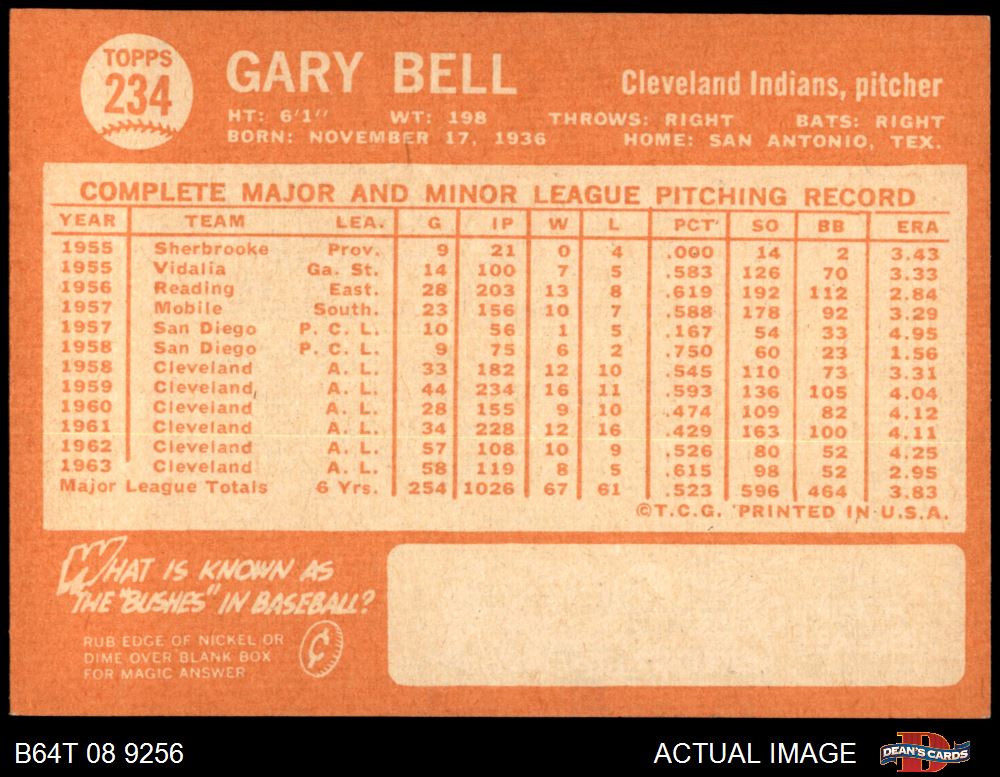 TOPPS
234
GARY BELL
Cleveland Indians, pitcher
HT: 6'1" WT: 198 THROWS: RIGHT BATS: RIGHT
BORN: NOVEMBER 17, 1936 HOME: SAN ANTONIO, TEX.
COMPLETE MAJOR AND MINOR LEAGUE PITCHING RECORD
YEAR TEAM LEA. G IP W L PCT SO BB ERA
1955 Sherbrooke Prov. 9 21 0 4 .000 14 2 3.43
1955 Vidalia Ga. St. 14 100 7 5 .583 126 70 3.33
1956 Reading East. 28 203 13 8 .619 192 112 2.84
1957 Mobile South. 23 156 10 7 .588 178 92 3.29
1957 San Diego P. C. L. 10 56 1 5 .167 54 33 4.95
1958 San Diego P. C. L. 9 75 6 2 .750 60 23 1.56
1958 Cleveland A. L. 33 182 12 10 .545 110 73 3.31
1959 Cleveland A. L. 44 234 16 11 .593 136 105 4.04
1960 Cleveland A. L. 28 155 9 10 .474 109 82 4.12
1961 Cleveland A. L. 34 228 12 16 .429 163 100 4.11
1962 Cleveland A. L. 57 108 10 9 .526 80 52 4.25
1963 Cleveland A. L. 58 119 8 5 .615 98 52 2.95
Major League Totals 6 Yrs. 254 1026 67 61 .523 596 464 3.83
©T.C.G. PRINTED IN U.S.A.
WHAT IS KNOWN AS
THE "BUSHES" IN BASEBALL?
RUB EDGE OF NICKEL OR
DIME OVER BLANK BOX
FOR MAGIC ANSWER
¢
B64T 08 9256
ACTUAL IMAGE
DEAN'S CARDS